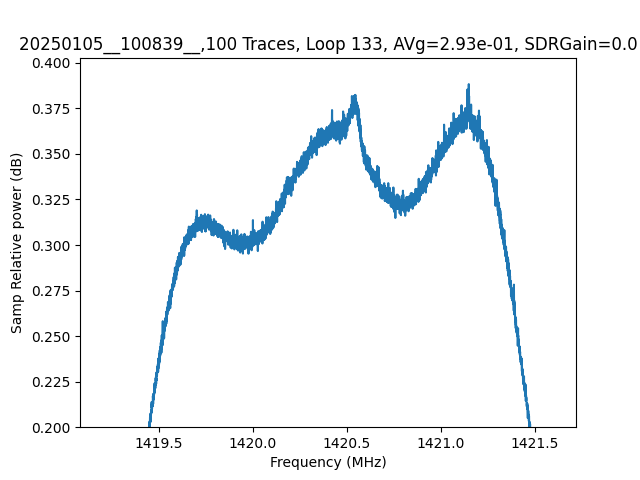 20250105__100839__,100 Traces, Loop 133, AVg=2.93e-01, SDRGain=0.0
0.400
0.375
0.350
0.325
0.300
0.275
0.250
0.225
0.200
Samp Relative power (dB)
1419.5 1420.0 1420.5 1421.0 1421.5
Frequency (MHz)